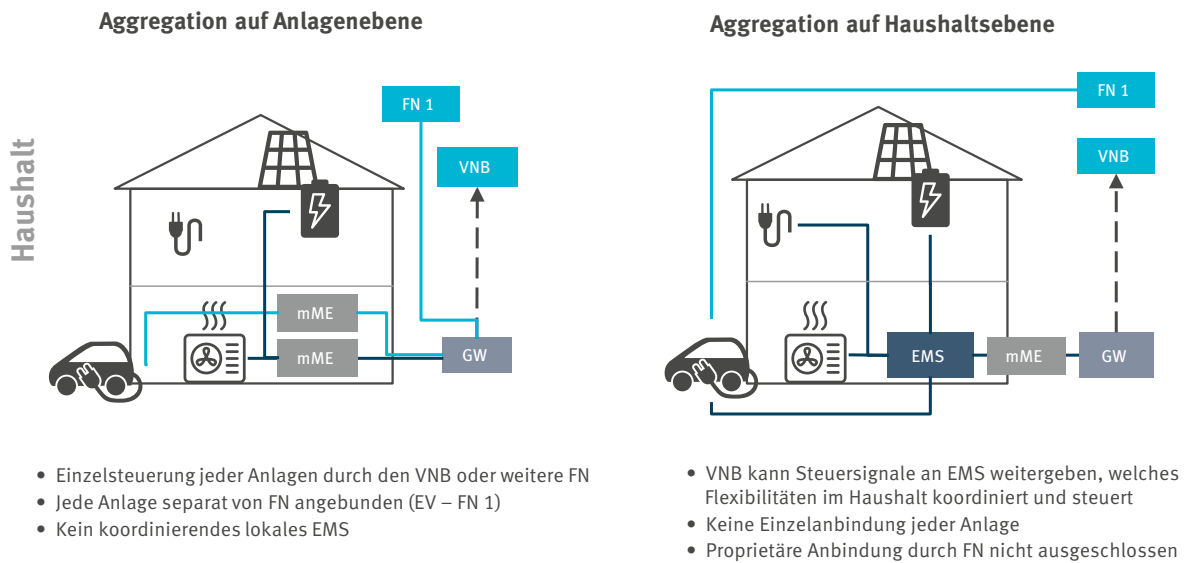 Aggregation auf Anlagenebene
Haushalt
FN 1
VNB
mME
mME
GW
• Einzelsteuerung jeder Anlagen durch den VNB oder weitere FN
• Jede Anlage separat von FN angebunden (EV – FN 1)
• Kein koordinierendes lokales EMS
Aggregation auf Haushaltsebene
FN 1
VNB
EMS
mME
GW
• VNB kann Steuersignale an EMS weitergeben, welches
Flexibilitäten im Haushalt koordiniert und steuert
• Keine Einzelanbindung jeder Anlage
• Proprietäre Anbindung durch FN nicht ausgeschlossen